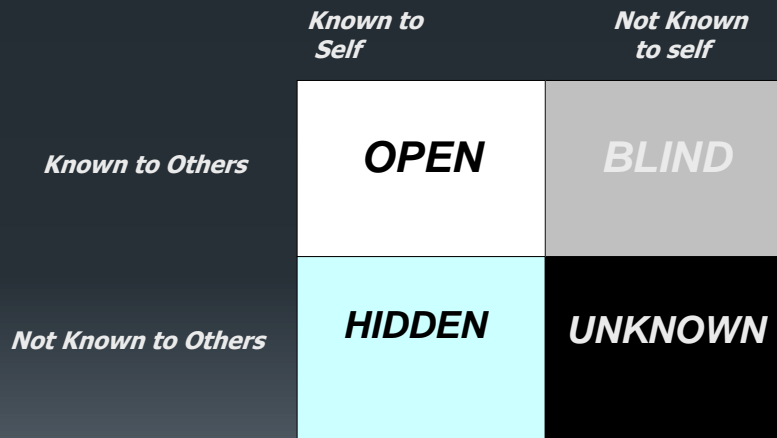 Known to
Self
Not Known
to self
Known to Others
OPEN
BLIND
Not Known to Others
HIDDEN
UNKNOWN